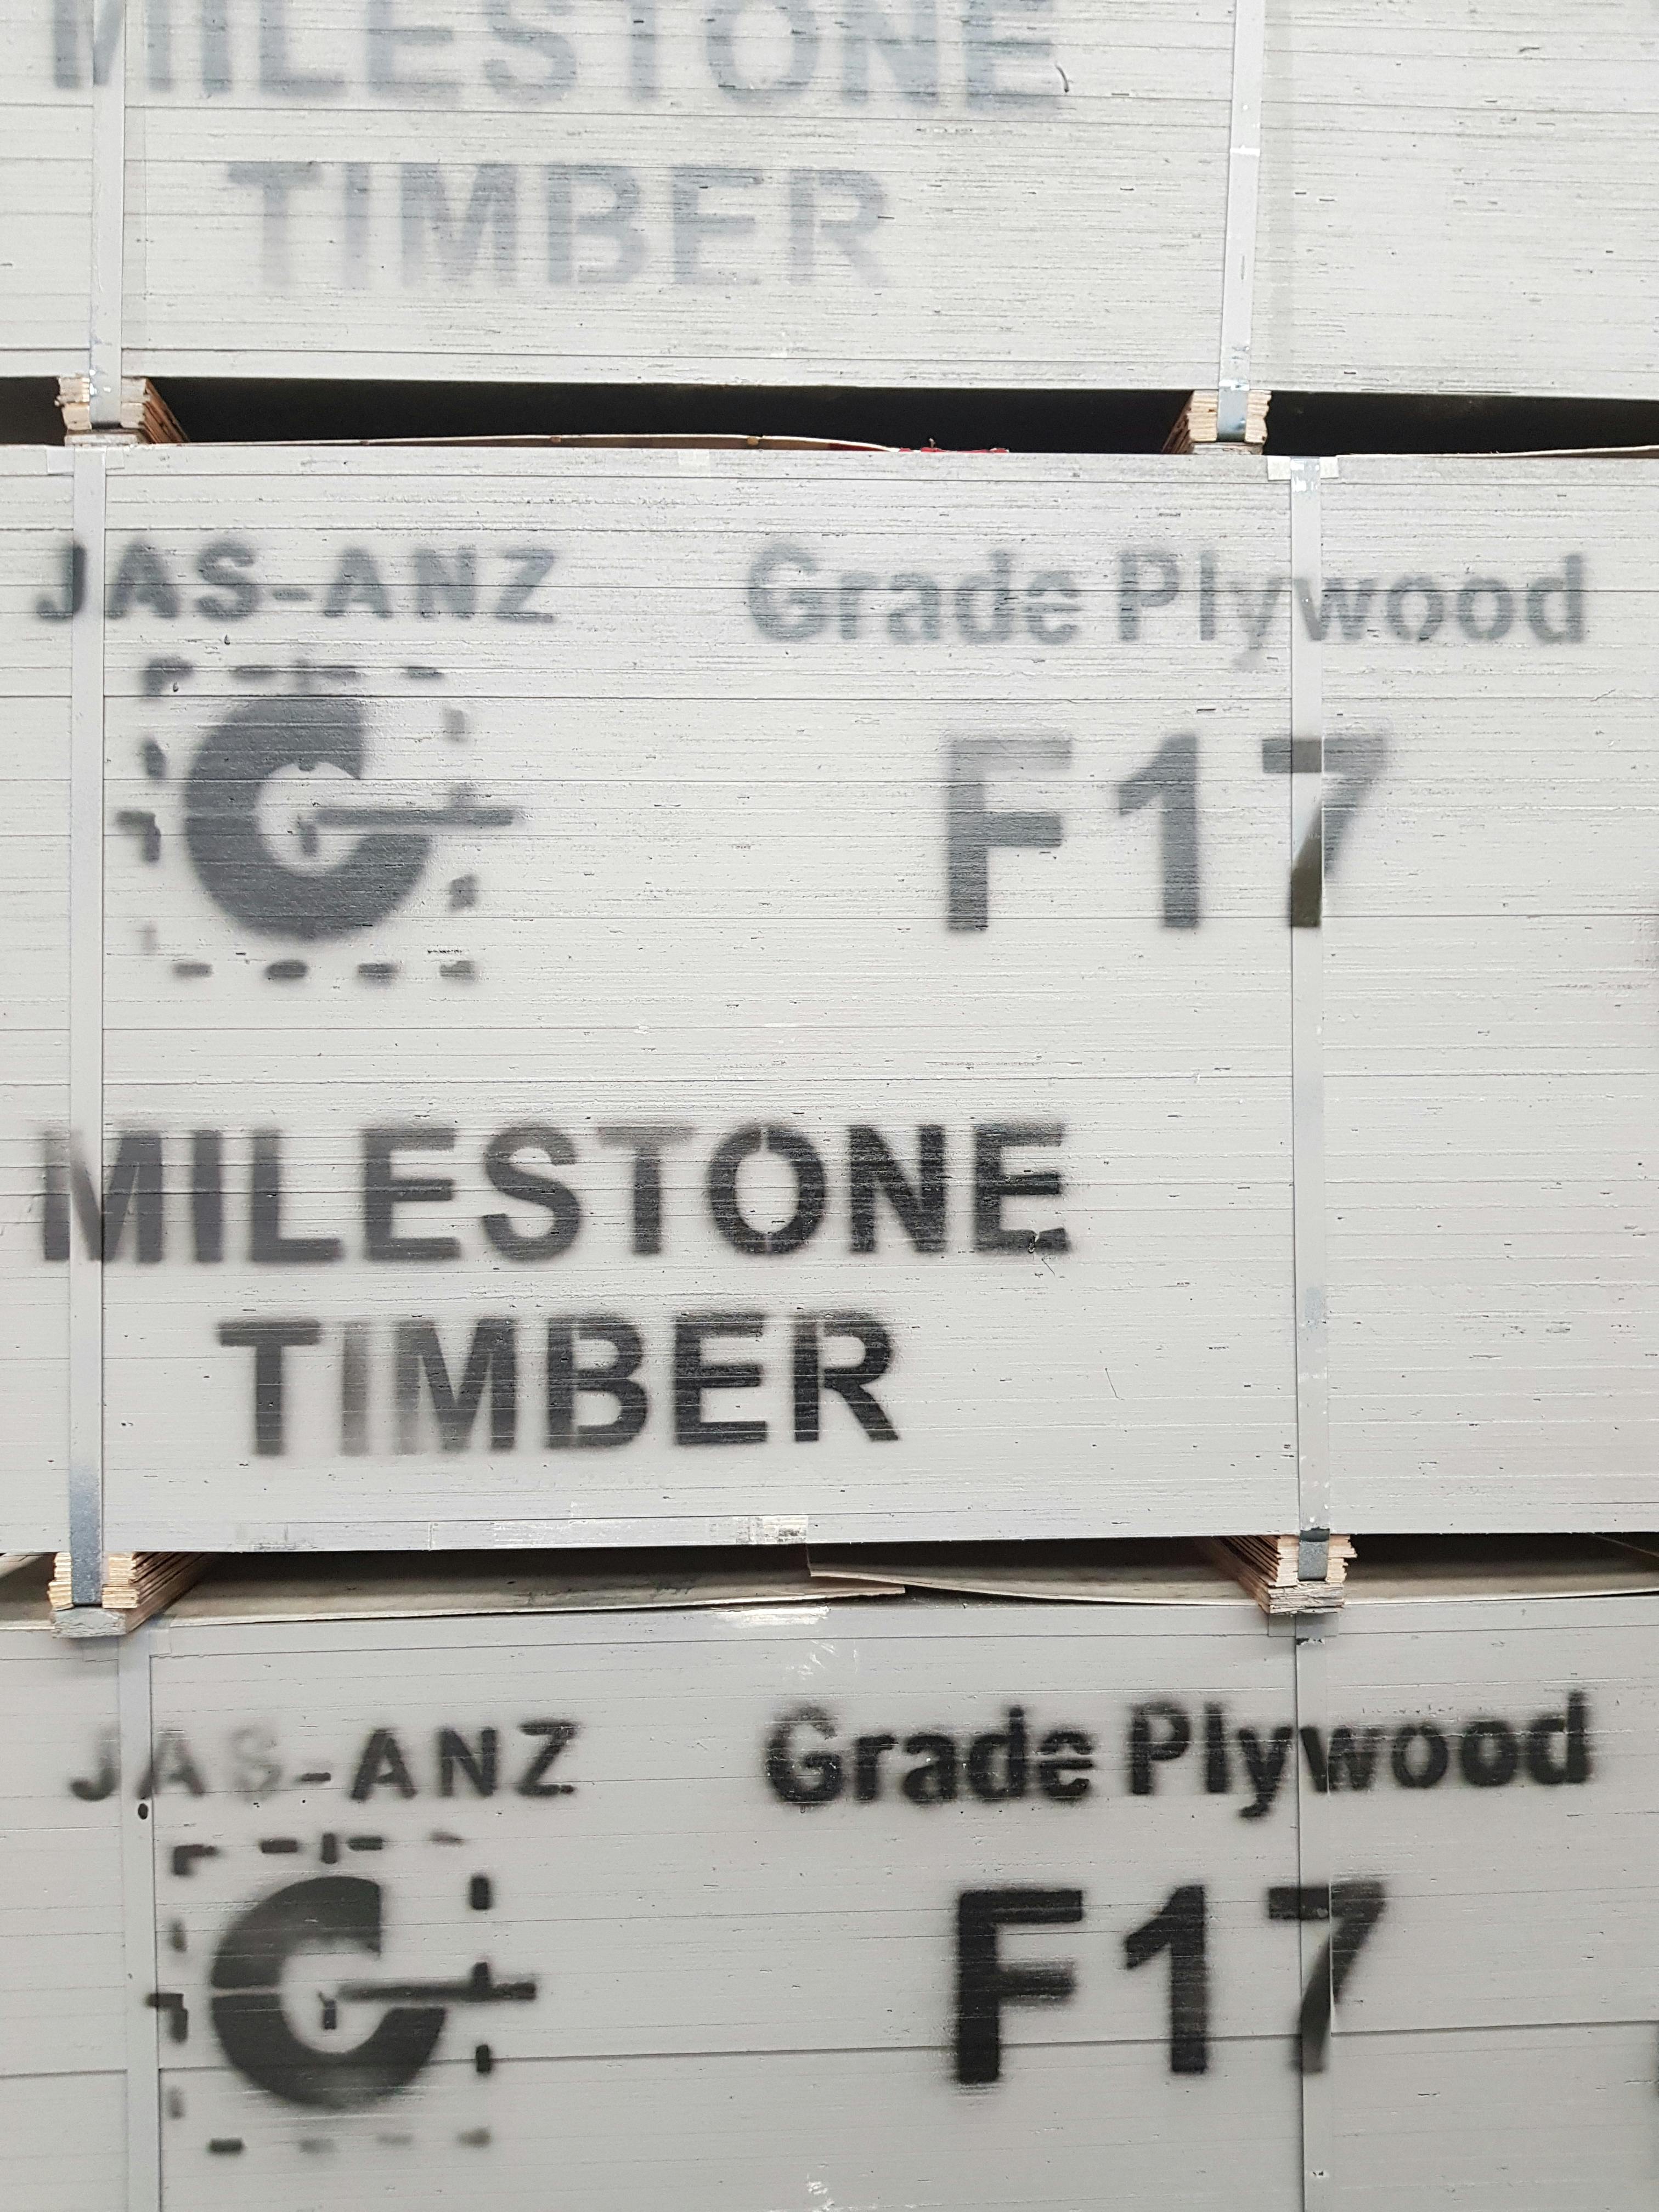 MILESTONE
TIMBER
JAS-ANZ
Grade Plywood
F17
MILESTONE
TIMBER
JAS-ANZ
Grade Plywood
F17